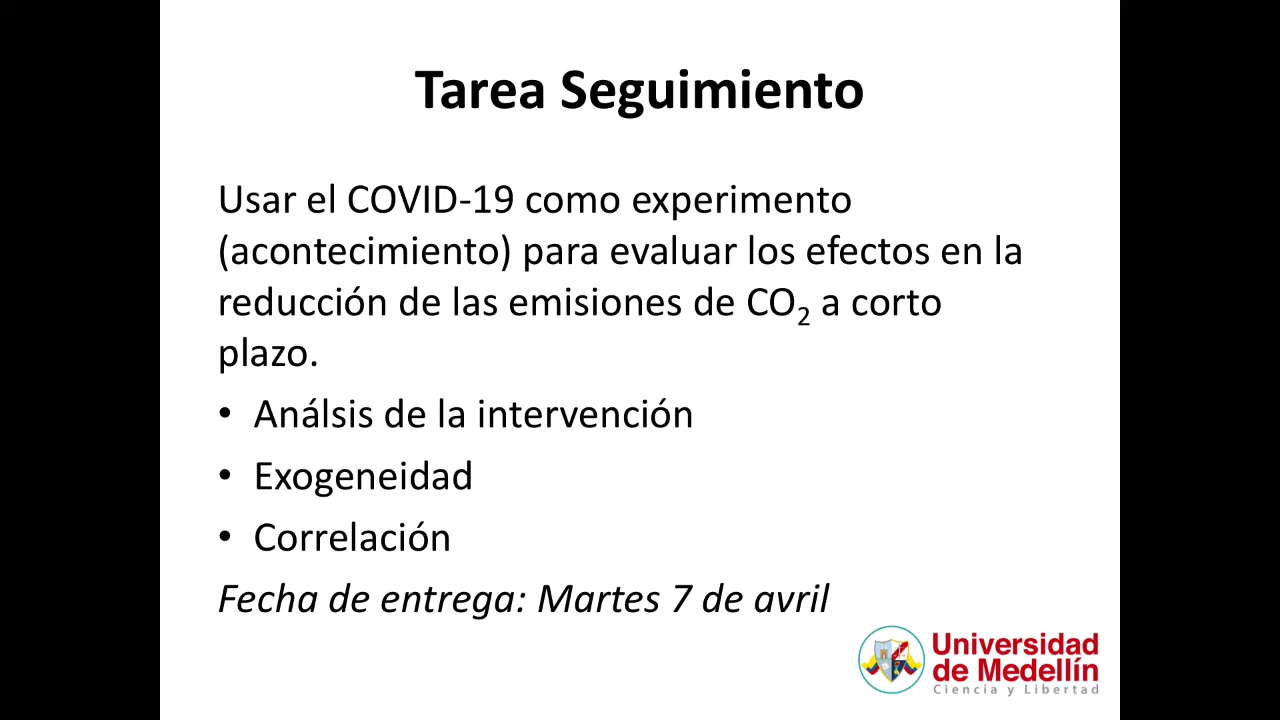 Tarea Seguimiento
Usar el COVID-19 como experimento
(acontecimiento) para evaluar los efectos en la
reducción de las emisiones de CO₂ a corto
plazo.
• Análsis de la intervención
• Exogeneidad
• Correlación
Fecha de entrega: Martes 7 de avril
Universidad
de Medellín
Ciencia y Libertad